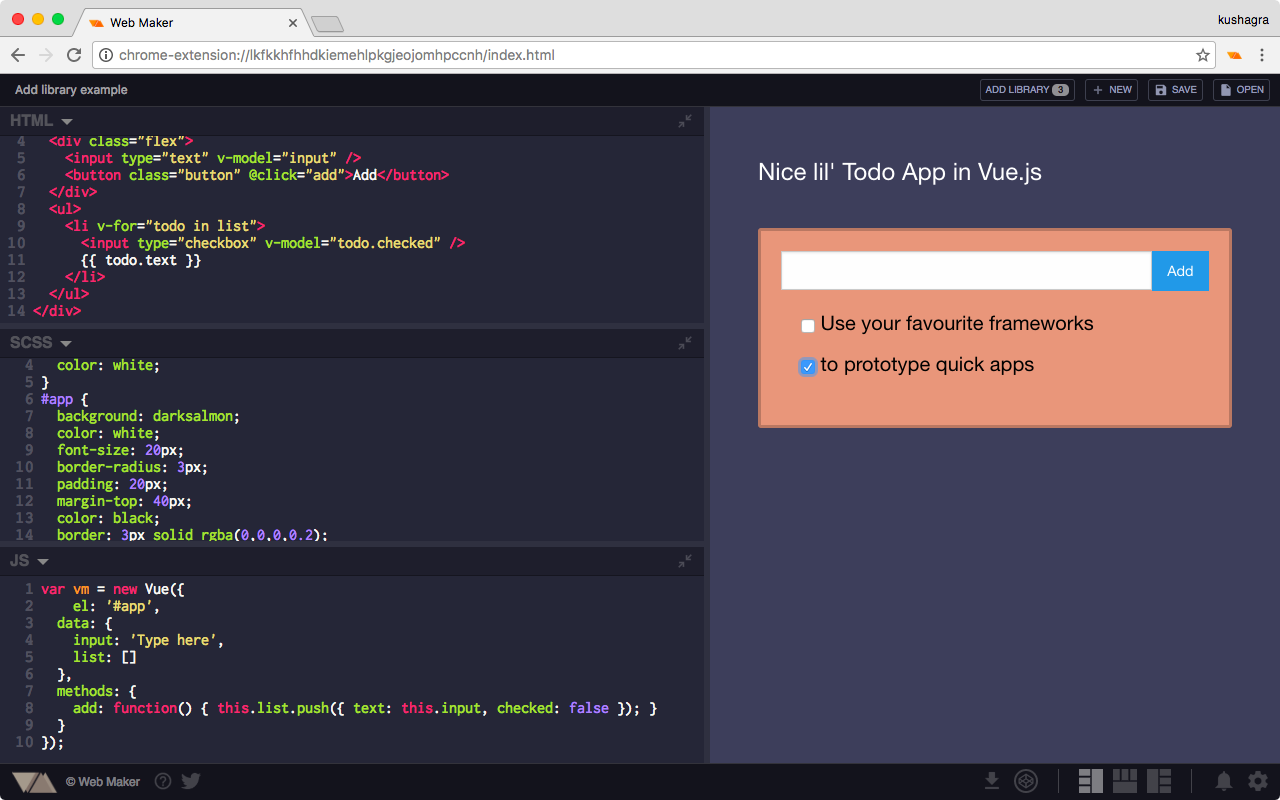 Web Maker
kushagra
chrome-extension://lkfkkhfhhdkiemehlpkgjeojomhpccnh/index.html
Add library example
ADD LIBRARY 3
+ NEW
SAVE
OPEN
HTML
4 <div class="flex">
5 <input type="text" v-model="input" />
6 <button class="button" @click="add">Add</button>
7 </div>
8 <ul>
9 <li v-for="todo in list">
10 <input type="checkbox" v-model="todo.checked" />
11 {{ todo.text }}
12 </li>
13 </ul>
14 </div>
SCSS
4 color: white;
5 }
6 #app {
7 background: darksalmon;
8 color: white;
9 font-size: 20px;
10 border-radius: 3px;
11 padding: 20px;
12 margin-top: 40px;
13 color: black;
14 border: 3px solid rgba(0,0,0,0.2);
JS
1 var vm = new Vue({
2 el: '#app',
3 data: {
4 input: 'Type here',
5 list: []
6 },
7 methods: {
8 add: function() { this.list.push({ text: this.input, checked: false }); }
9 }
10 });
Nice lil' Todo App in Vue.js
Add
Use your favourite frameworks
to prototype quick apps
© Web Maker